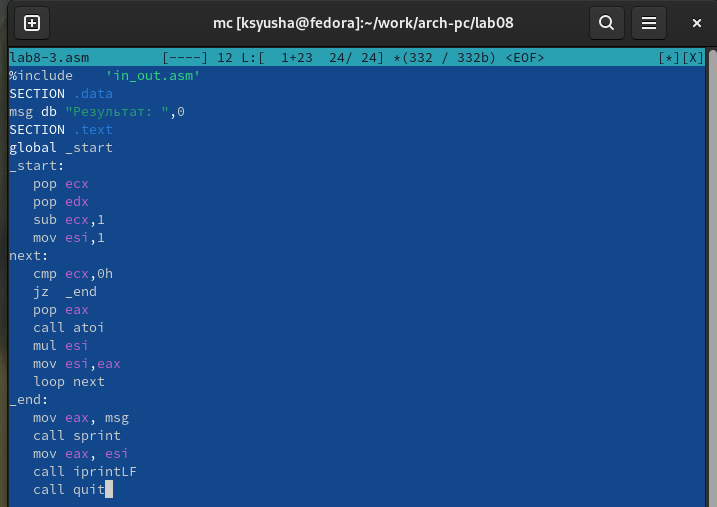 mc [ksyusha@fedora]:~/work/arch-pc/lab08
lab8-3.asm [----] 12 L:[ 1+23 24/ 24] *(332 / 332b) <EOF> [*][X]
%include 'in_out.asm'
SECTION .data
msg db "Результат: ",0
SECTION .text
global _start
_start:
pop ecx
pop edx
sub ecx,1
mov esi,1
next:
cmp ecx,0h
jz _end
pop eax
call atoi
mul esi
mov esi,eax
loop next
_end:
mov eax, msg
call sprint
mov eax, esi
call iprintLF
call quit